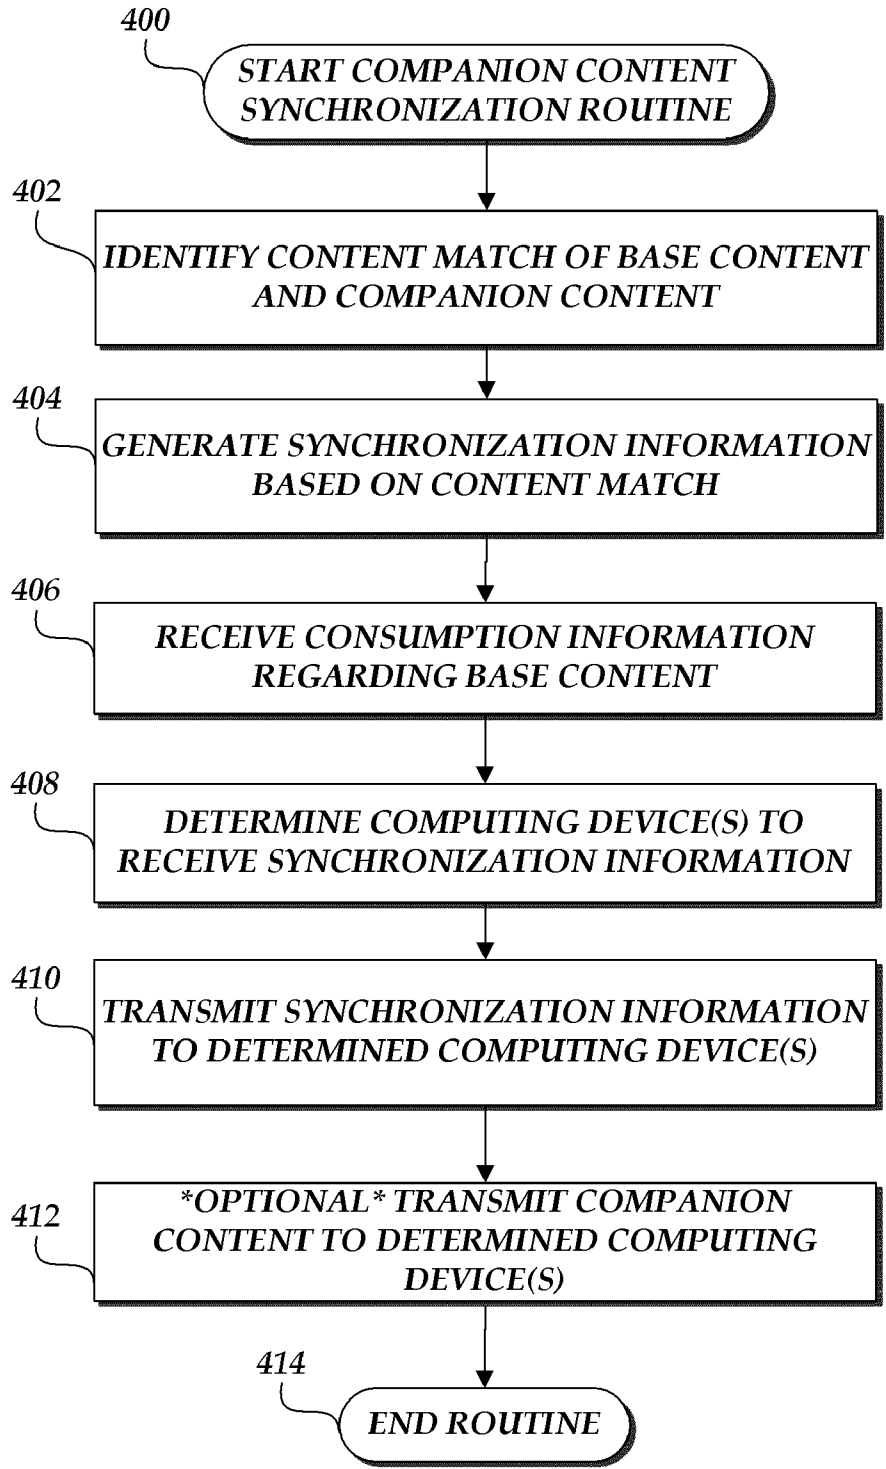 400
START COMPANION CONTENT
SYNCHRONIZATION ROUTINE
402
IDENTIFY CONTENT MATCH OF BASE CONTENT
AND COMPANION CONTENT
404
GENERATE SYNCHRONIZATION INFORMATION
BASED ON CONTENT MATCH
406
RECEIVE CONSUMPTION INFORMATION
REGARDING BASE CONTENT
408
DETERMINE COMPUTING DEVICE(S) TO
RECEIVE SYNCHRONIZATION INFORMATION
410
TRANSMIT SYNCHRONIZATION INFORMATION
TO DETERMINED COMPUTING DEVICE(S)
412
*OPTIONAL* TRANSMIT COMPANION
CONTENT TO DETERMINED COMPUTING
DEVICE(S)
414
END ROUTINE